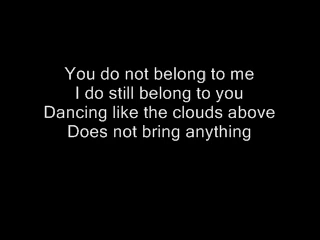 You do not belong to me
I do still belong to you
Dancing like the clouds above
Does not bring anything